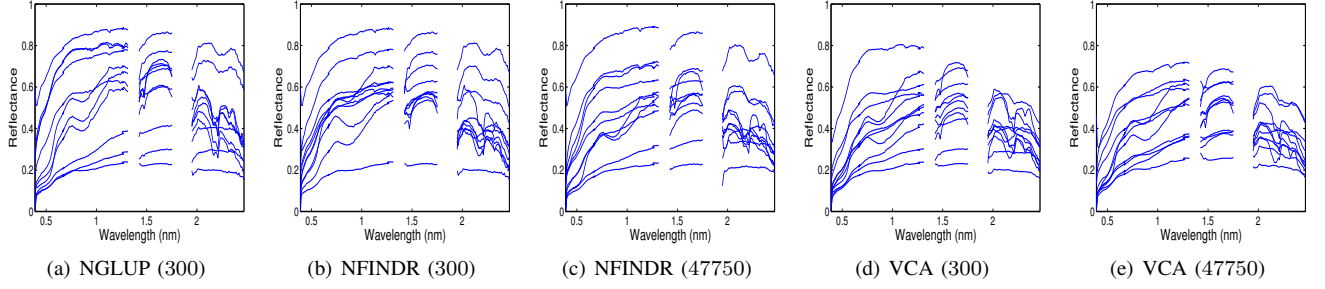 1
0.8
0.6
0.4
0.2
0
Reflectance
0.5 1 1.5 2
Wavelength (nm)
(a) NGLUP (300)
1
0.8
0.6
0.4
0.2
0
Reflectance
0.5 1 1.5 2
Wavelength (nm)
(b) NFINDR (300)
1
0.8
0.6
0.4
0.2
0
Reflectance
0.5 1 1.5 2
Wavelength (nm)
(c) NFINDR (47750)
1
0.8
0.6
0.4
0.2
0
Reflectance
0.5 1 1.5 2
Wavelength (nm)
(d) VCA (300)
1
0.8
0.6
0.4
0.2
0
Reflectance
0.5 1 1.5 2
Wavelength (nm)
(e) VCA (47750)